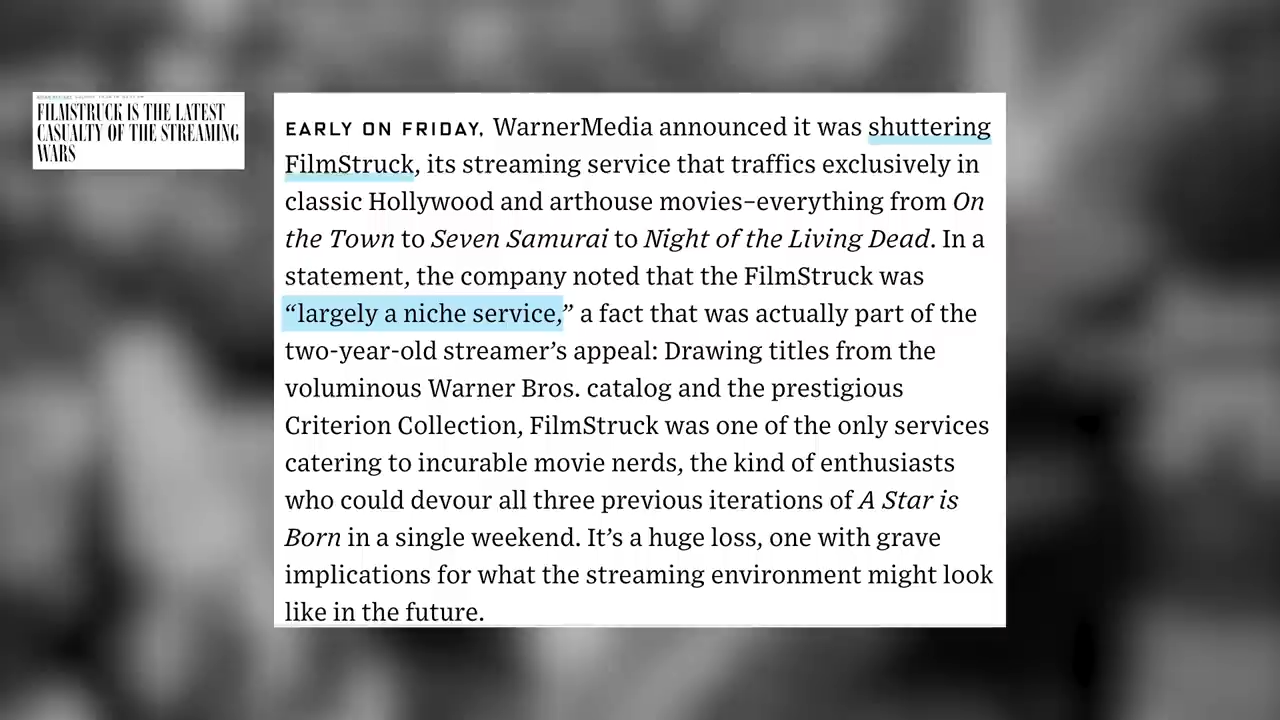 FILMSTRUCK IS THE LATEST
CASUALTY OF THE STREAMING
WARS
EARLY ON FRIDAY, WarnerMedia announced it was shuttering
FilmStruck, its streaming service that traffics exclusively in
classic Hollywood and arthouse movies–everything from On
the Town to Seven Samurai to Night of the Living Dead. In a
statement, the company noted that the FilmStruck was
“largely a niche service,” a fact that was actually part of the
two-year-old streamer’s appeal: Drawing titles from the
voluminous Warner Bros. catalog and the prestigious
Criterion Collection, FilmStruck was one of the only services
catering to incurable movie nerds, the kind of enthusiasts
who could devour all three previous iterations of A Star is
Born in a single weekend. It’s a huge loss, one with grave
implications for what the streaming environment might look
like in the future.